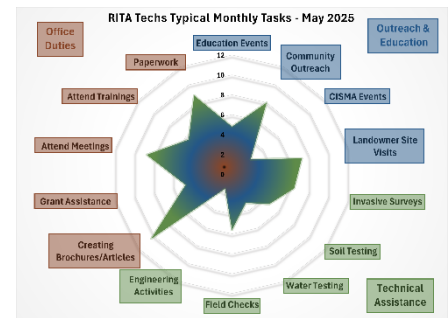 RITA Techs Typical Monthly Tasks - May 2025
Office
Duties
Outreach &
Education
Education Events
Paperwork
Community
Outreach
Attend Trainings
CISMA Events
Attend Meetings
Landowner Site
Visits
Grant Assistance
Invasive Surveys
Creating
Brochures/Articles
Soil Testing
Engineering
Activities
Water Testing
Field Checks
Technical
Assistance
12
10
8
6
4
2
0